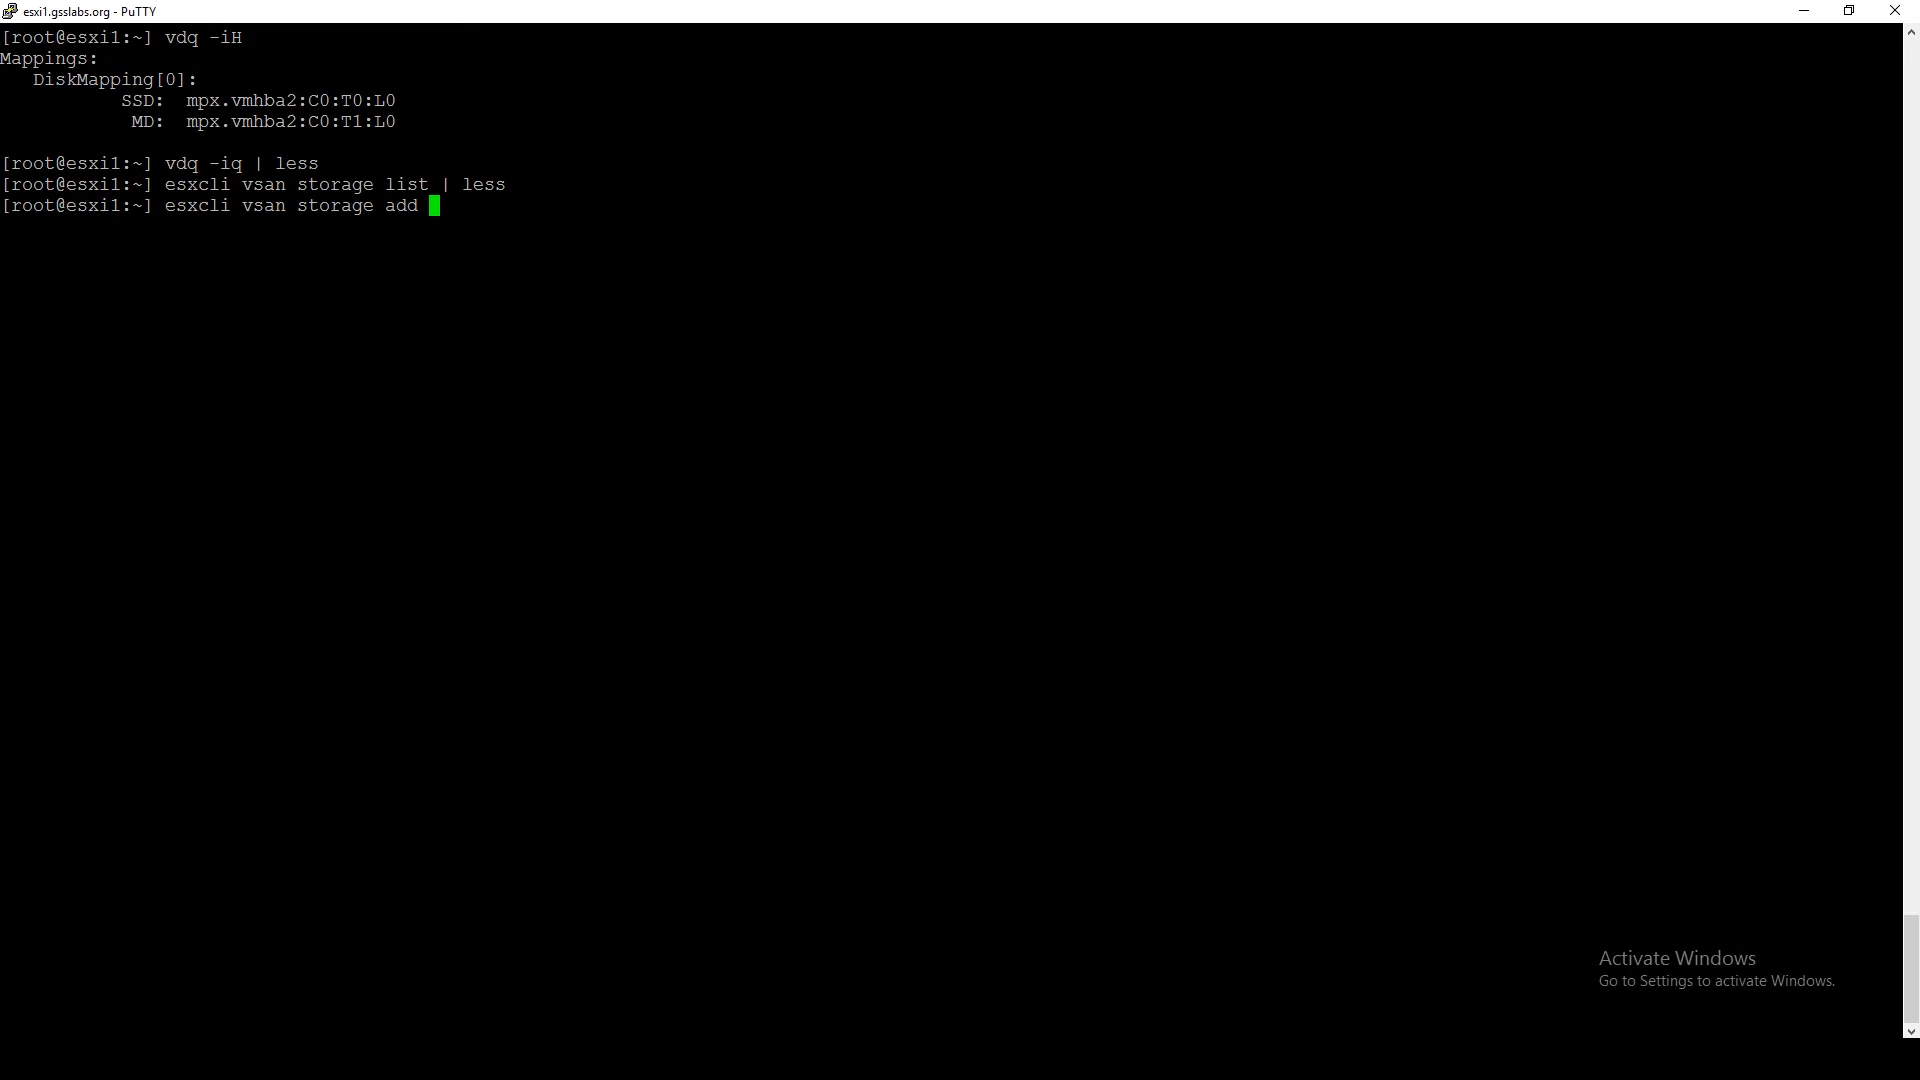 esxi1.gsslabs.org - PuTTY
[root@esxi1:~] vdq -iH
Mappings:
   DiskMapping[0]:
           SSD:  mpx.vmhba2:C0:T0:L0
            MD:  mpx.vmhba2:C0:T1:L0
[root@esxi1:~] vdq -iq | less
[root@esxi1:~] esxcli vsan storage list | less
[root@esxi1:~] esxcli vsan storage add
Activate Windows
Go to Settings to activate Windows.